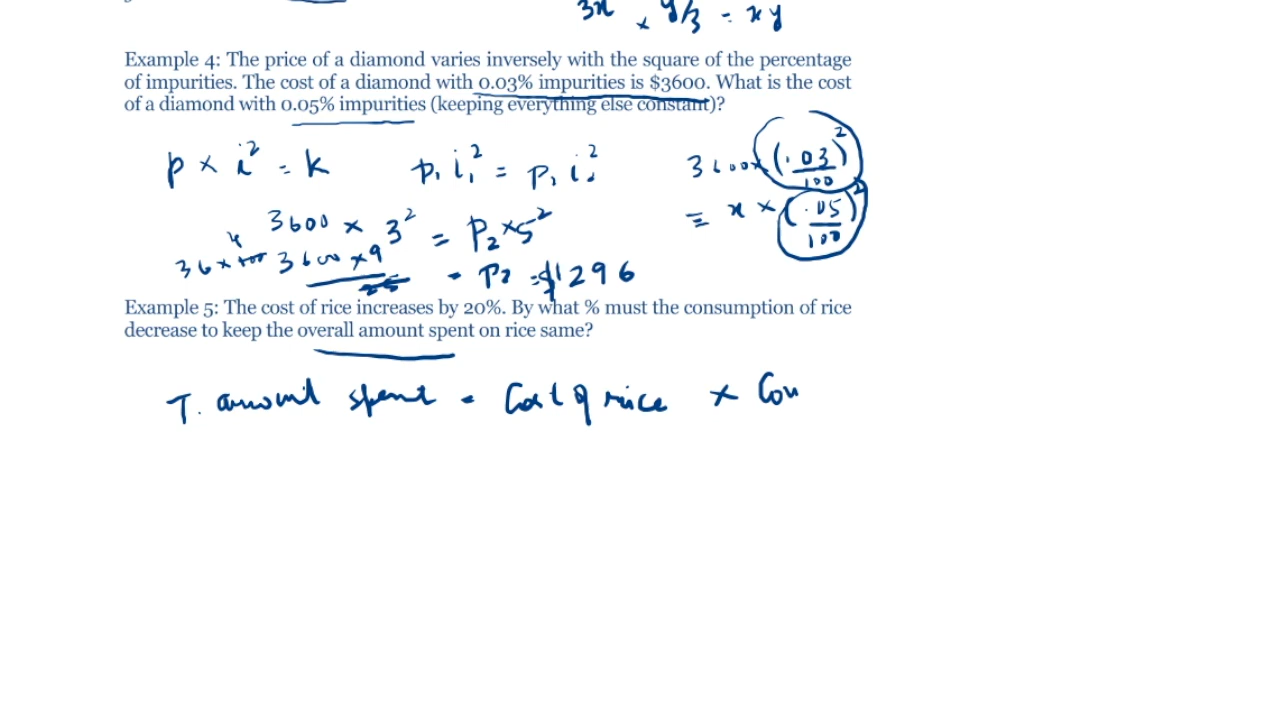 3x × y/3 = xy
Example 4: The price of a diamond varies inversely with the square of the percentage
of impurities. The cost of a diamond with 0.03% impurities is $3600. What is the cost
of a diamond with 0.05% impurities (keeping everything else constant)?
p × i² = k p₁ i₁² = p₂ i₂² 3600 × (.03/100)²
= x × (.05/100)²
3600 × 3² = P₂ × 5²
36 × 3600 × 9 / 25 = P₂ = $1296
Example 5: The cost of rice increases by 20%. By what % must the consumption of rice
decrease to keep the overall amount spent on rice same?
T. amount spent = Cost of rice × Con